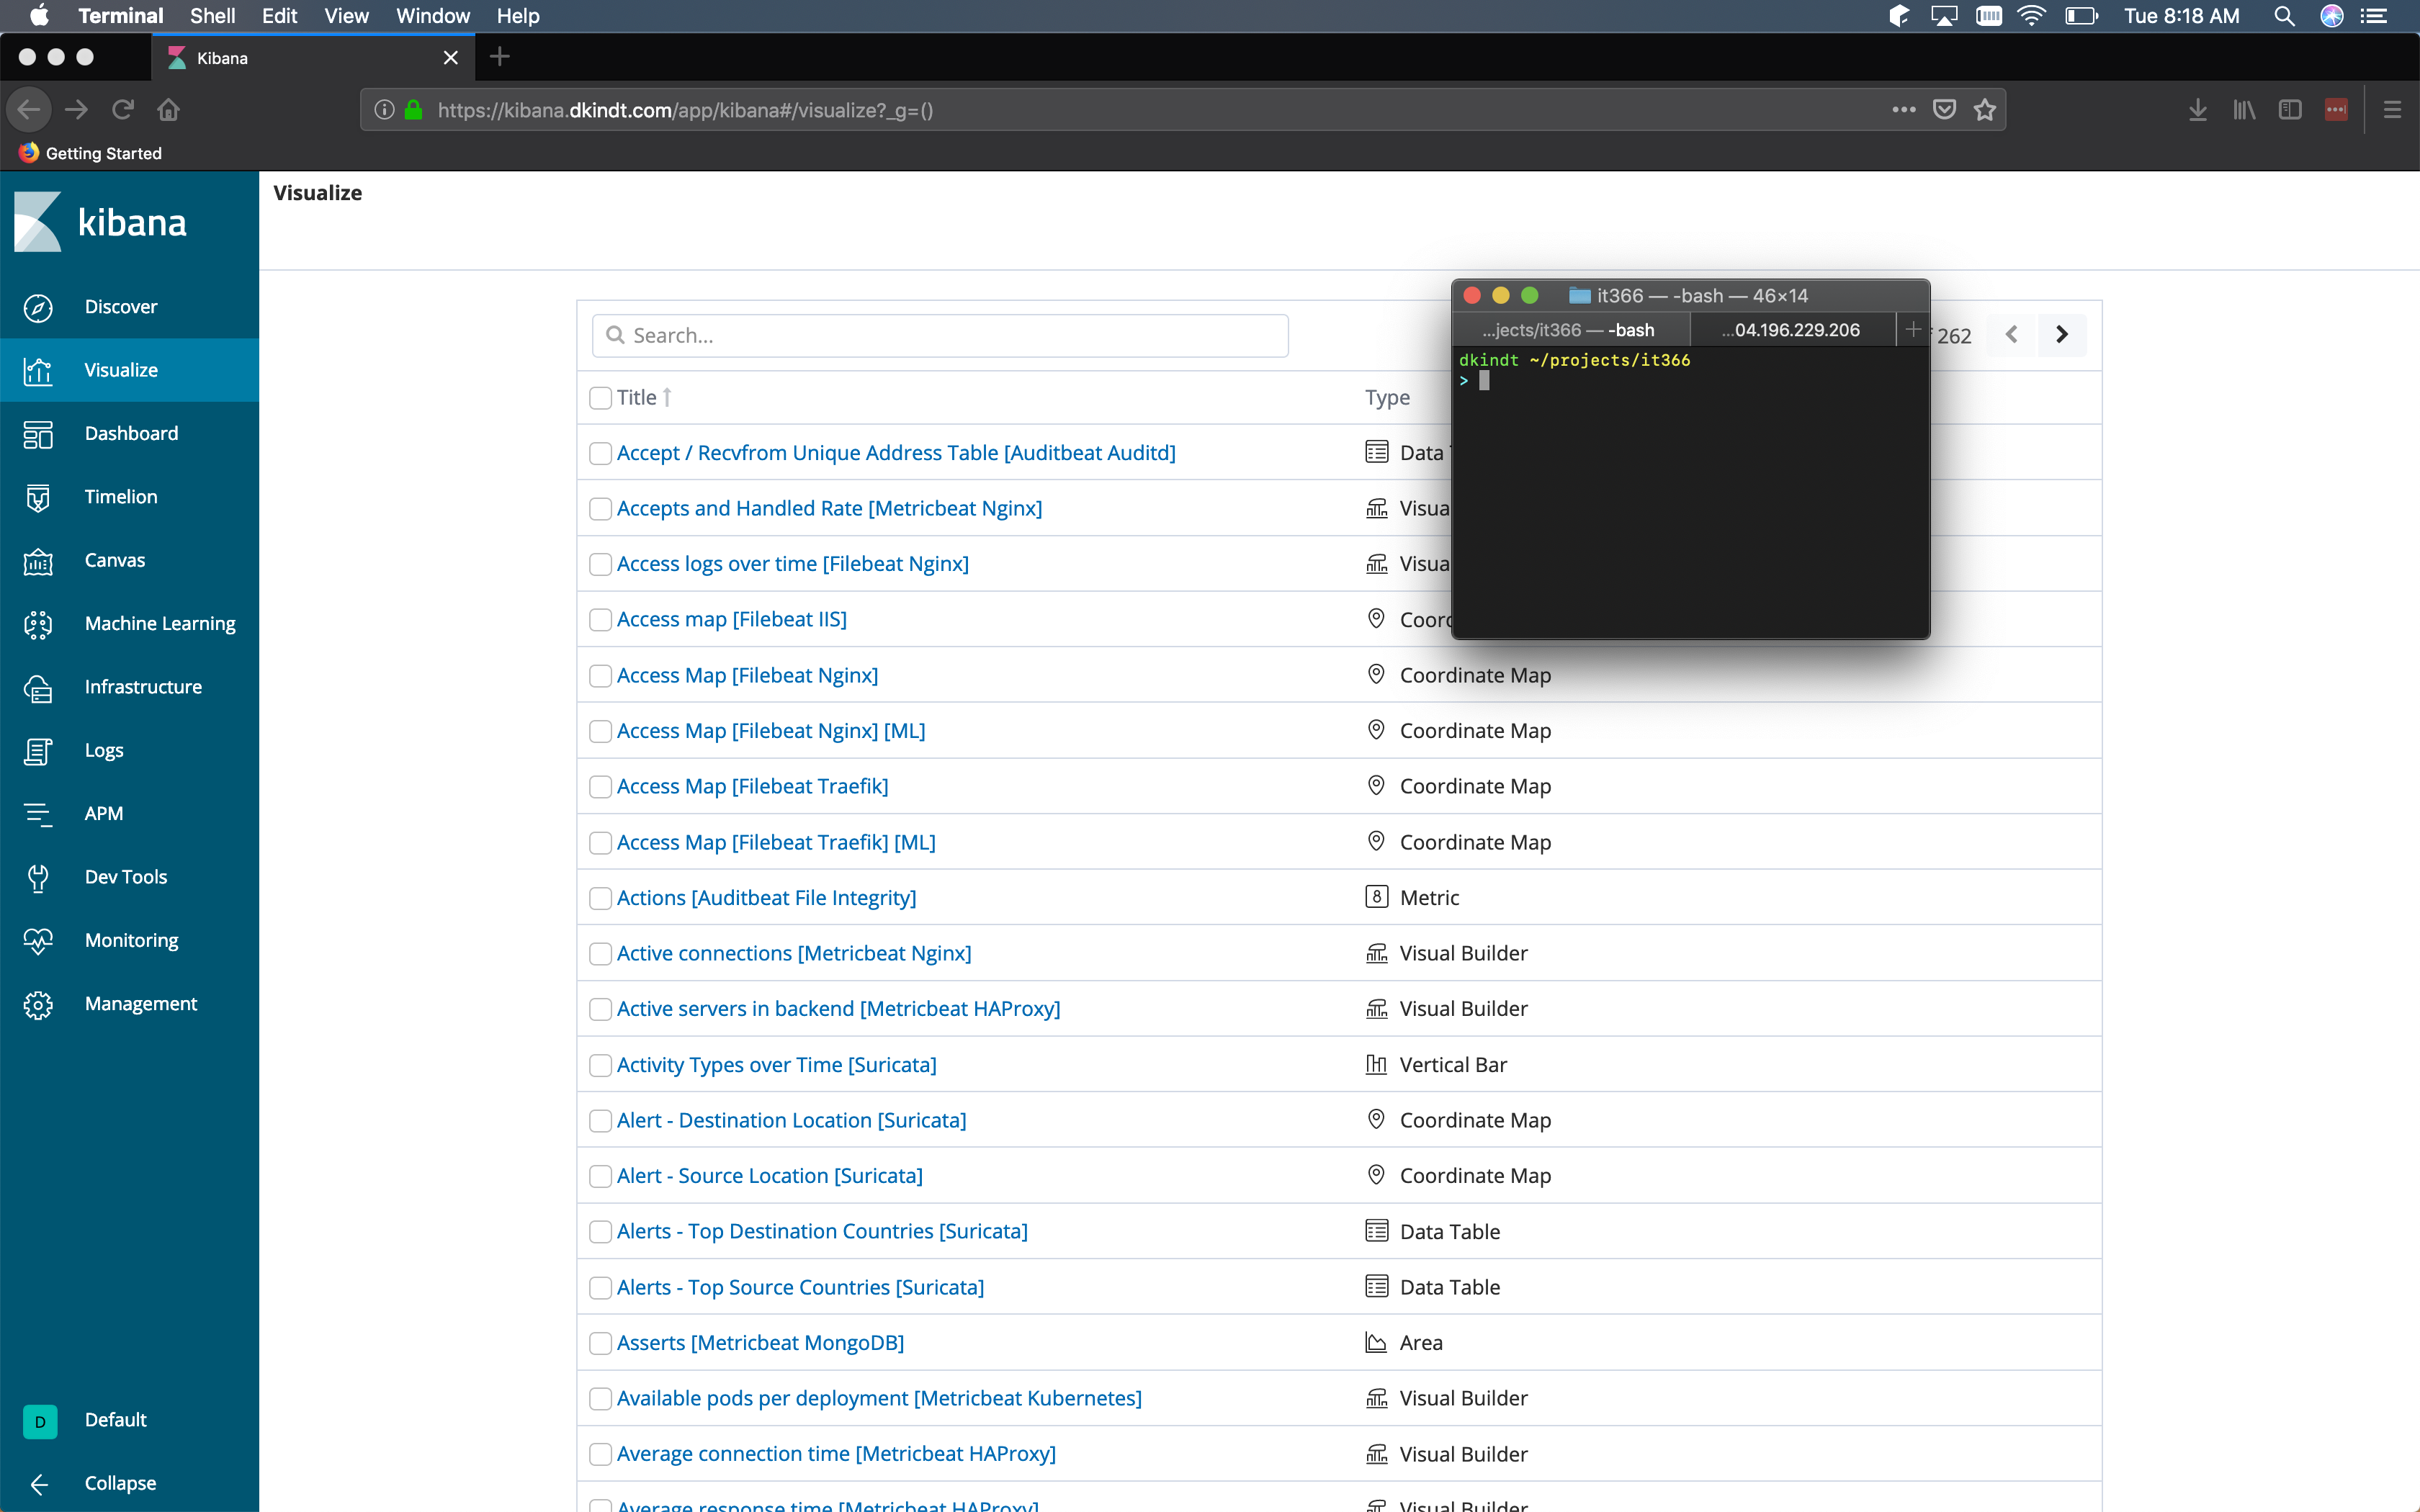 Terminal Shell Edit View Window Help Tue 8:18 AM
Kibana
https://kibana.dkindt.com/app/kibana#/visualize?_g=()
Getting Started
kibana
Discover
Visualize
Dashboard
Timelion
Canvas
Machine Learning
Infrastructure
Logs
APM
Dev Tools
Monitoring
Management
D Default
Collapse
Visualize
Search...
262
Title Type
Accept / Recvfrom Unique Address Table [Auditbeat Auditd] Data
Accepts and Handled Rate [Metricbeat Nginx] Visua
Access logs over time [Filebeat Nginx] Visua
Access map [Filebeat IIS] Coord
Access Map [Filebeat Nginx] Coordinate Map
Access Map [Filebeat Nginx] [ML] Coordinate Map
Access Map [Filebeat Traefik] Coordinate Map
Access Map [Filebeat Traefik] [ML] Coordinate Map
Actions [Auditbeat File Integrity] 8 Metric
Active connections [Metricbeat Nginx] Visual Builder
Active servers in backend [Metricbeat HAProxy] Visual Builder
Activity Types over Time [Suricata] Vertical Bar
Alert - Destination Location [Suricata] Coordinate Map
Alert - Source Location [Suricata] Coordinate Map
Alerts - Top Destination Countries [Suricata] Data Table
Alerts - Top Source Countries [Suricata] Data Table
Asserts [Metricbeat MongoDB] Area
Available pods per deployment [Metricbeat Kubernetes] Visual Builder
Average connection time [Metricbeat HAProxy] Visual Builder
Average response time [Metricbeat HAProxy] Visual Builder
it366 — -bash — 46×14
...jects/it366 — -bash
...04.196.229.206
dkindt ~/projects/it366
>